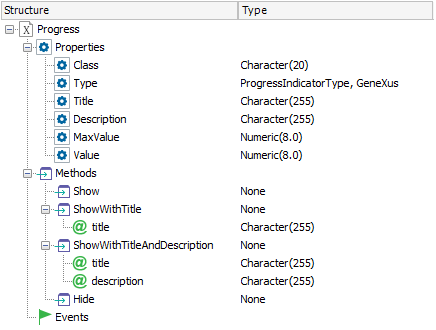 Structure Type
Progress
Properties
Class Character(20)
Type ProgressIndicatorType, GeneXus
Title Character(255)
Description Character(255)
MaxValue Numeric(8.0)
Value Numeric(8.0)
Methods
Show None
ShowWithTitle None
title Character(255)
ShowWithTitleAndDescription None
title Character(255)
description Character(255)
Hide None
Events